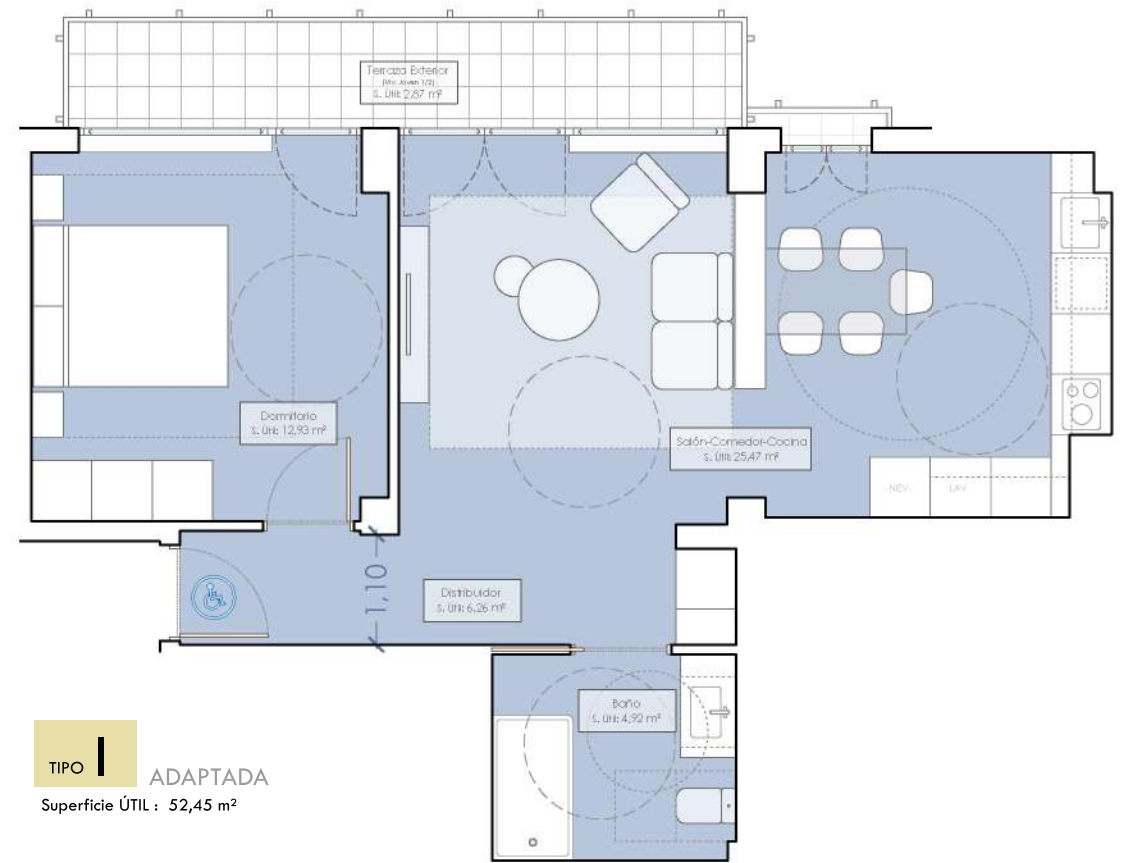 Terraza Exterior
(Viv. Joven 1/2)
S. Útil: 2,87 m²
Dormitorio
S. Útil: 12,93 m²
Salón-Comedor-Cocina
S. Útil: 25,47 m²
NEV.
LAV.
1,10
Distribuidor
S. Útil: 6,26 m²
Baño
S. Útil: 4,92 m²
TIPO I
ADAPTADA
Superficie ÚTIL : 52,45 m²